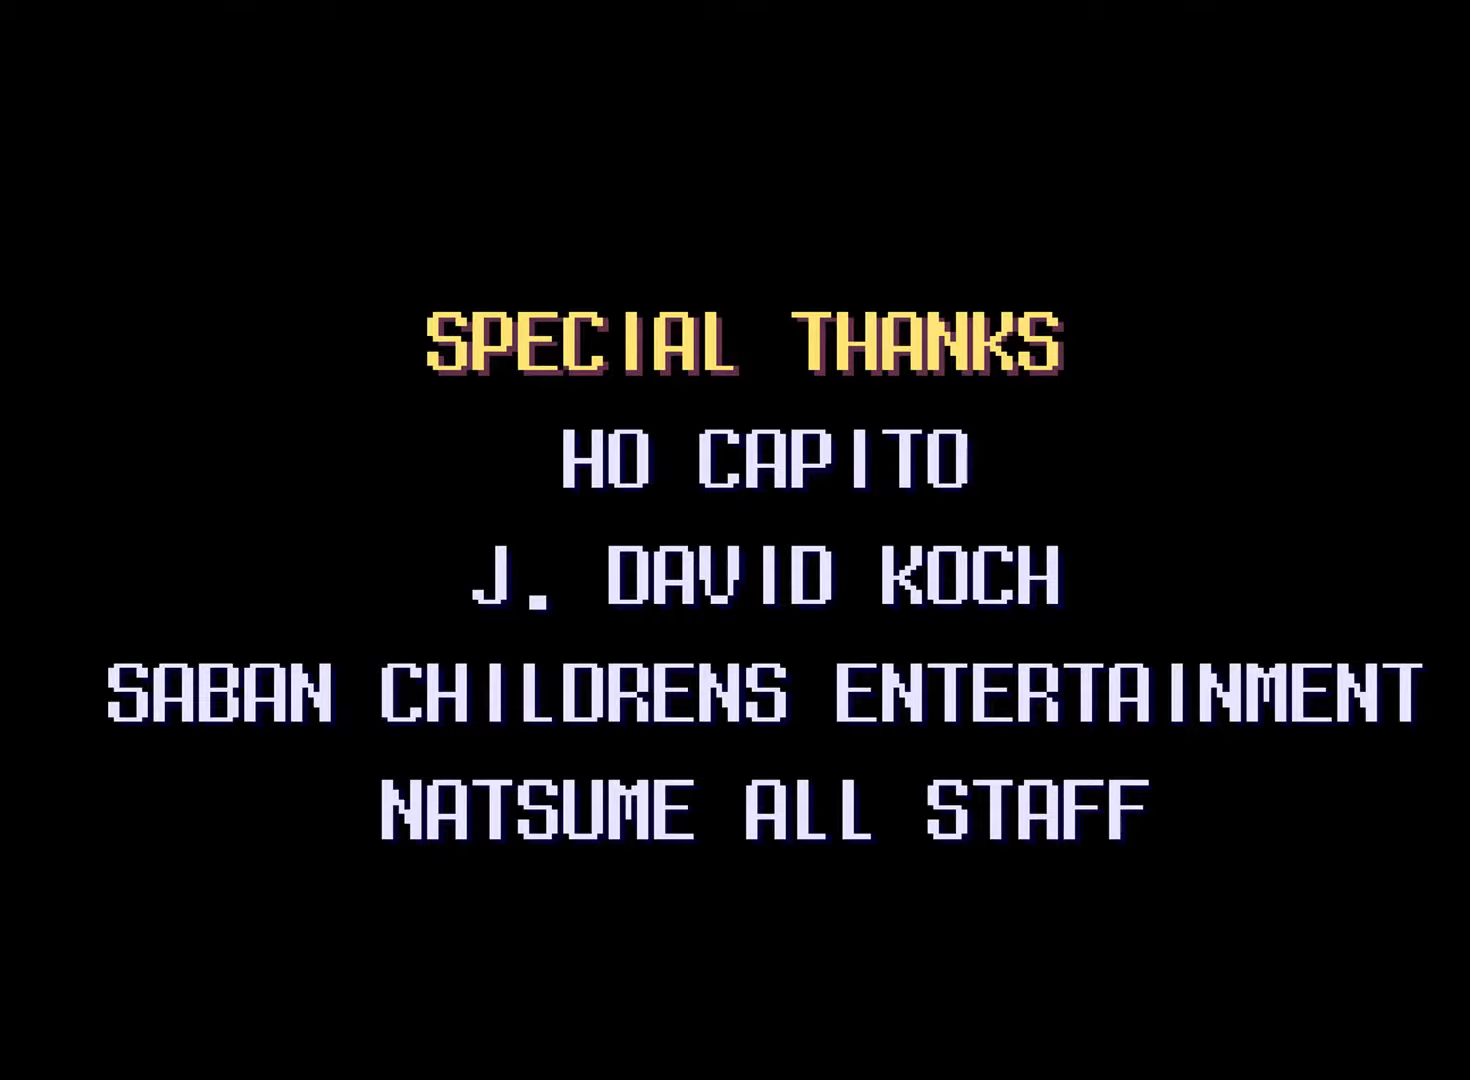 SPECIAL THANKS
HO CAPITO
J. DAVID KOCH
SABAN CHILDRENS ENTERTAINMENT
NATSUME ALL STAFF